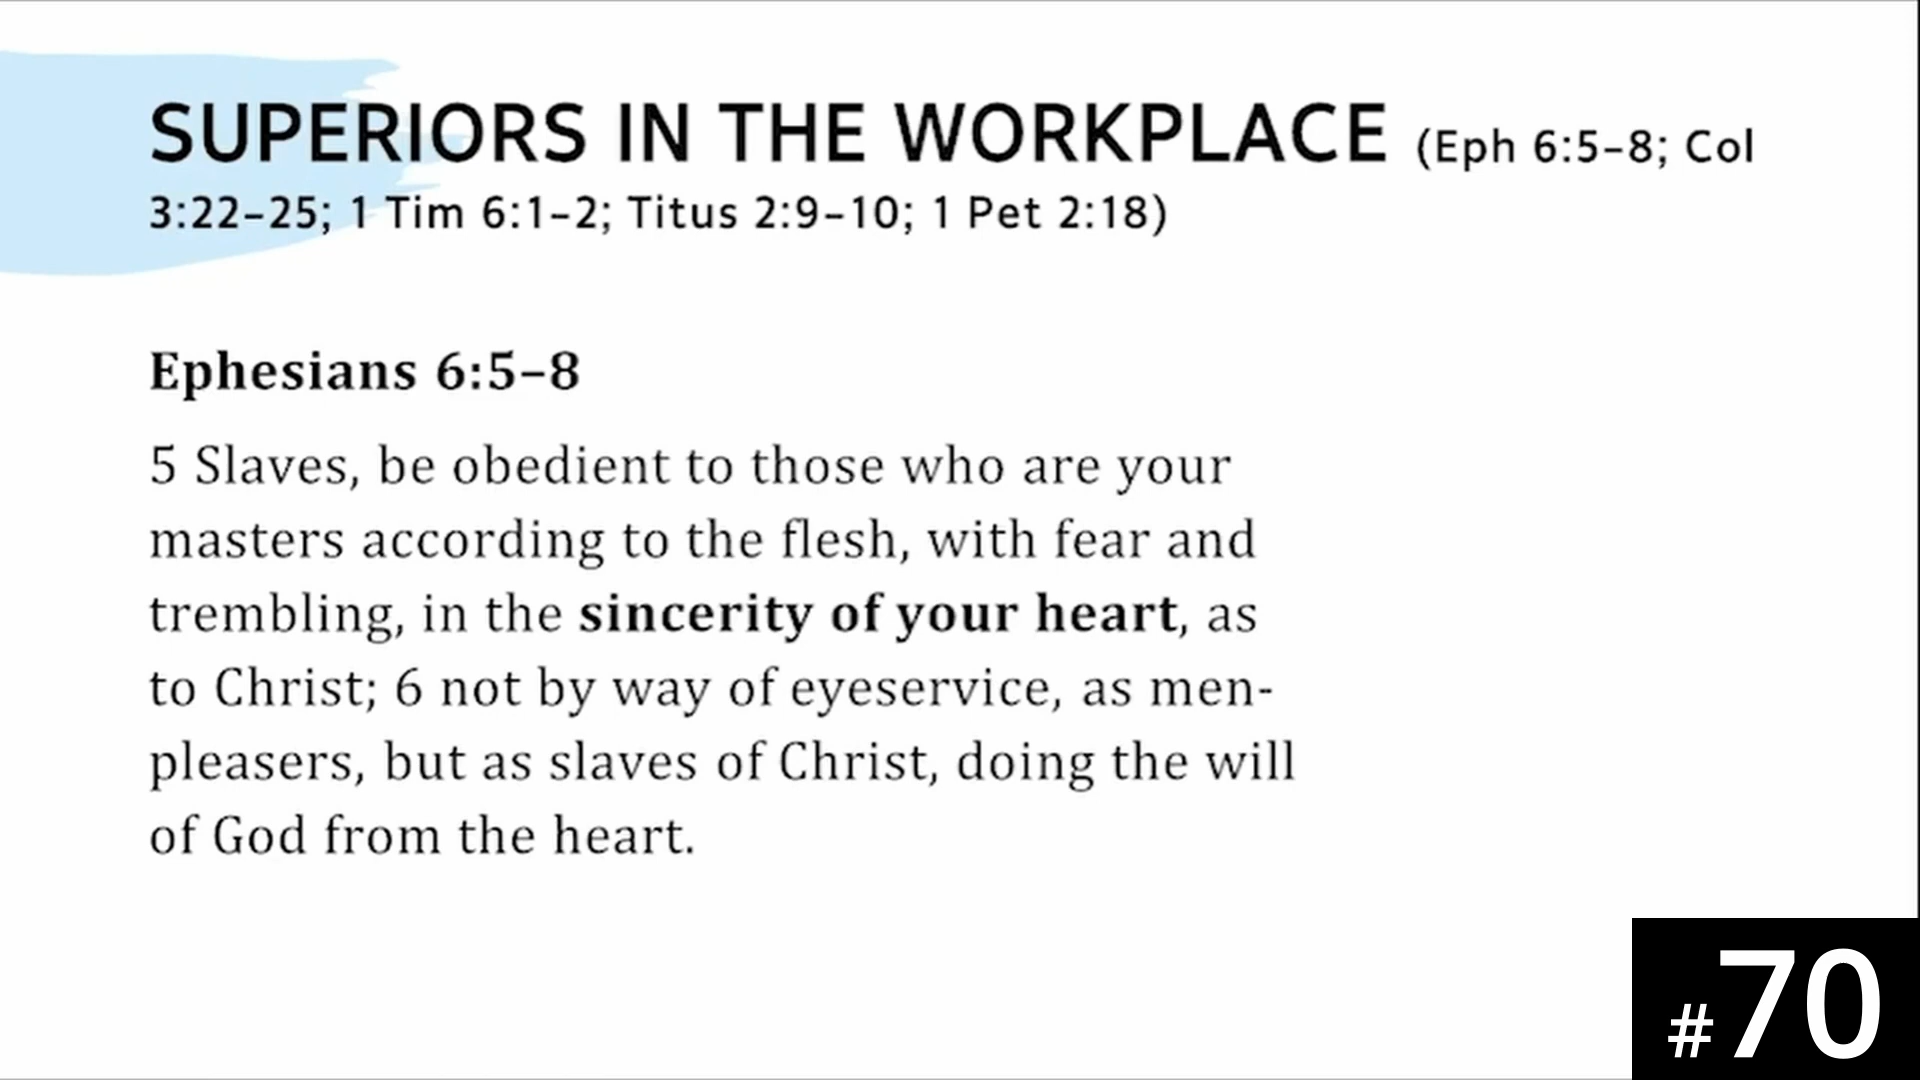 SUPERIORS IN THE WORKPLACE (Eph 6:5–8; Col
3:22–25; 1 Tim 6:1–2; Titus 2:9–10; 1 Pet 2:18)
Ephesians 6:5–8
5 Slaves, be obedient to those who are your
masters according to the flesh, with fear and
trembling, in the sincerity of your heart, as
to Christ; 6 not by way of eyeservice, as men-
pleasers, but as slaves of Christ, doing the will
of God from the heart.
#70